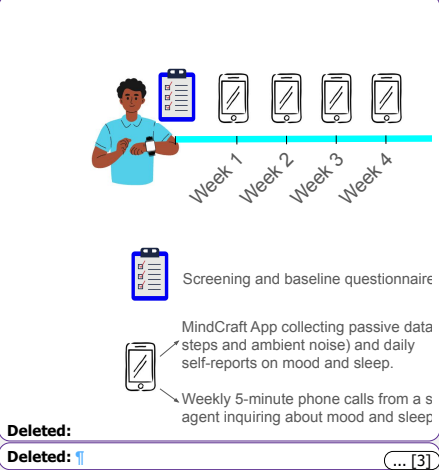 Week 1
Week 2
Week 3
Week 4
Screening and baseline questionnaire
MindCraft App collecting passive data
steps and ambient noise) and daily
self-reports on mood and sleep.
Weekly 5-minute phone calls from a s
agent inquiring about mood and sleep
Deleted:
Deleted: ¶
... [3]